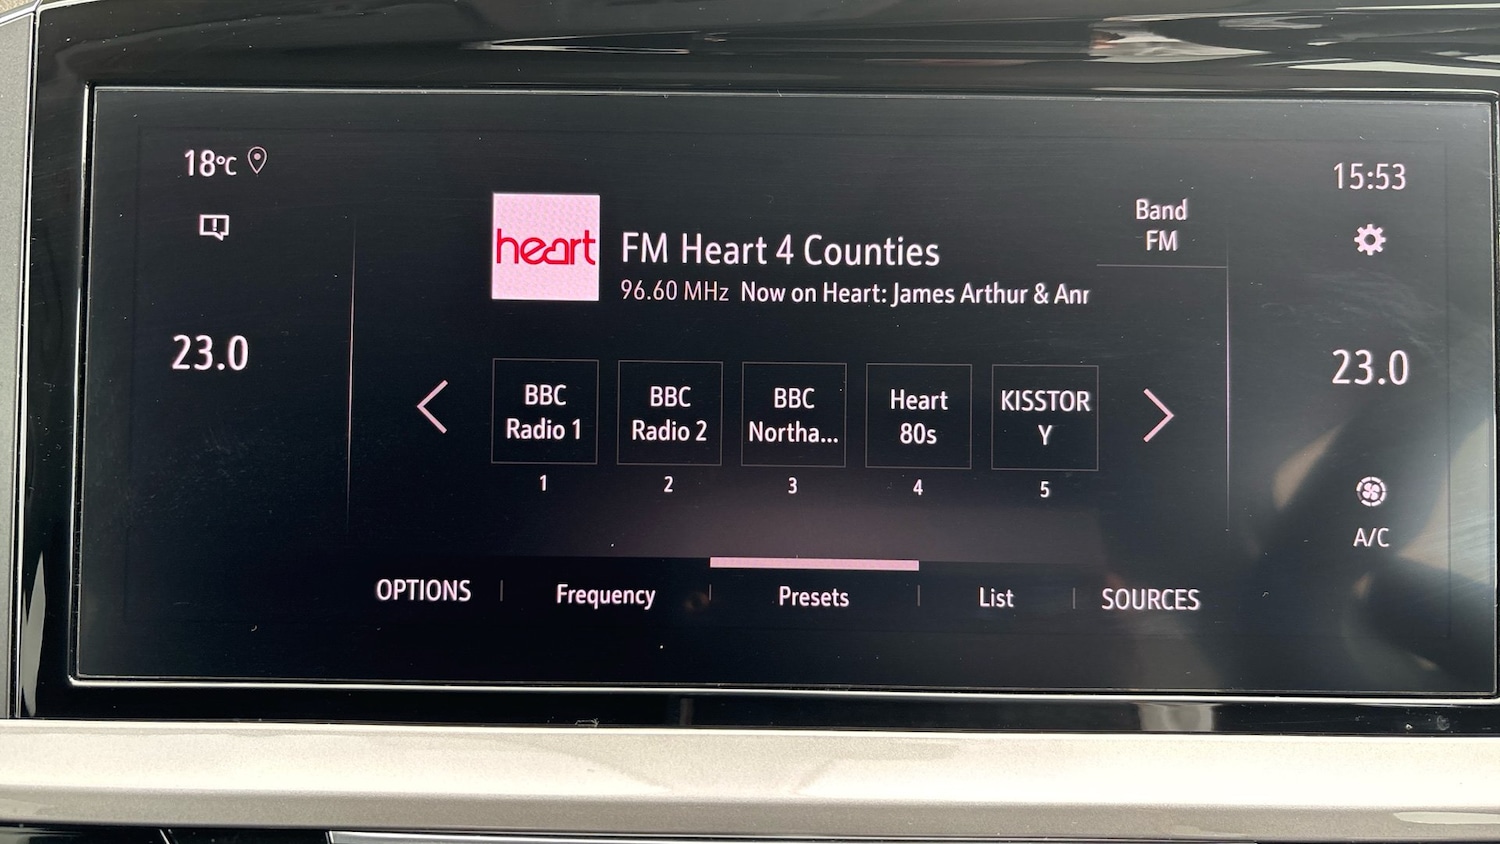 18°C
15:53
heart
FM Heart 4 Counties
96.60 MHz Now on Heart: James Arthur & Anr
Band
FM
23.0
23.0
BBC
Radio 1
1
BBC
Radio 2
2
BBC
Northa...
3
Heart
80s
4
KISSTOR
Y
5
A/C
OPTIONS
Frequency
Presets
List
SOURCES